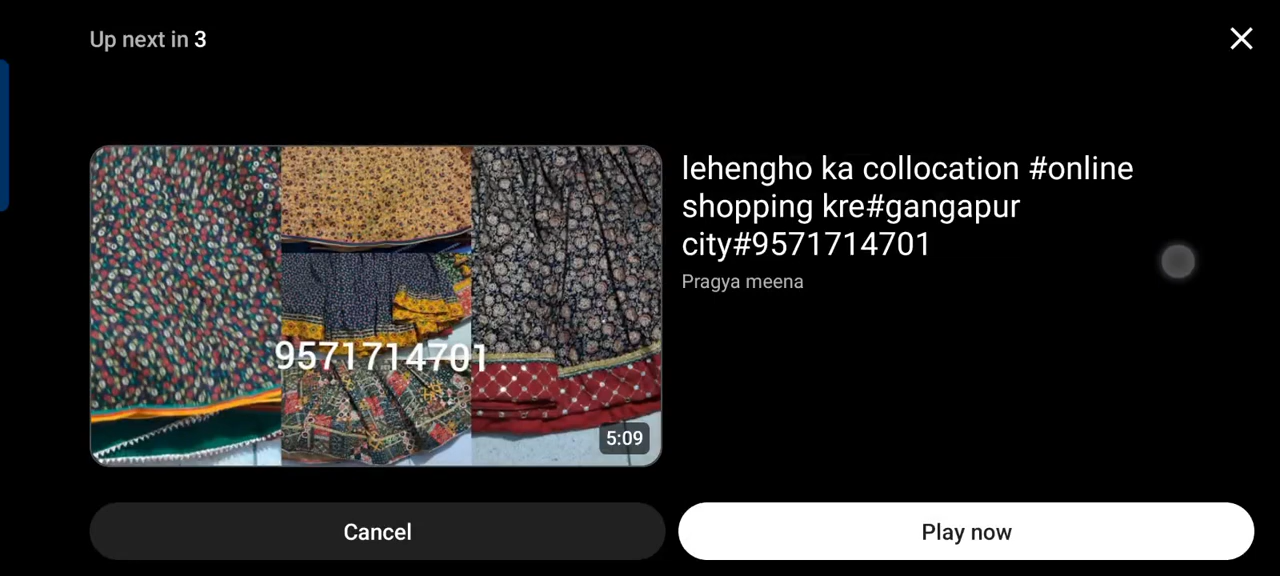 Up next in 3
lehengho ka collocation #online
shopping kre#gangapur
city#9571714701
Pragya meena
9571714701
5:09
Cancel
Play now